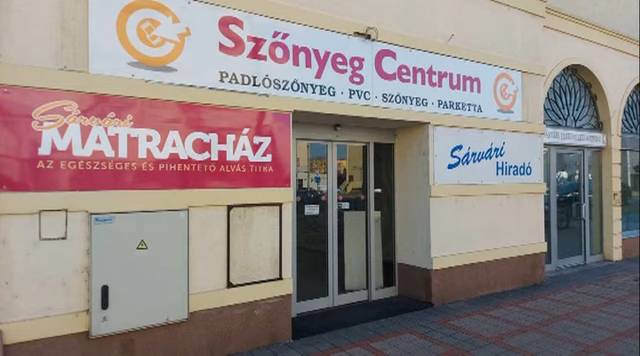 Szőnyeg Centrum
PADLÓSZŐNYEG · PVC · SZŐNYEG · PARKETTA
Sárvári
MATRACHÁZ
AZ EGÉSZSÉGES ÉS PIHENTETŐ ALVÁS TITKA
Sárvári
Híradó